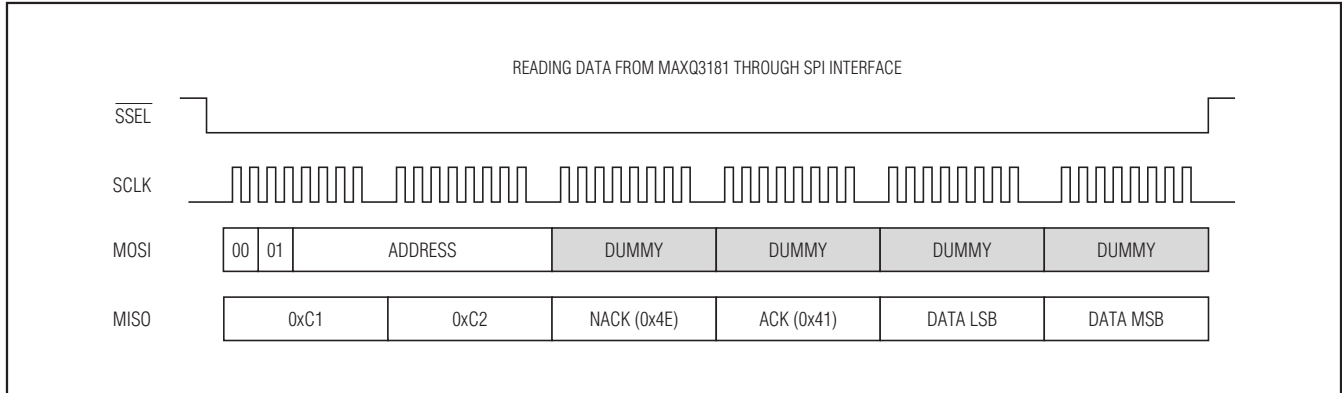 READING DATA FROM MAXQ3181 THROUGH SPI INTERFACE
SSEL
SCLK
MOSI 00 01 ADDRESS DUMMY DUMMY DUMMY DUMMY
MISO 0xC1 0xC2 NACK (0x4E) ACK (0x41) DATA LSB DATA MSB